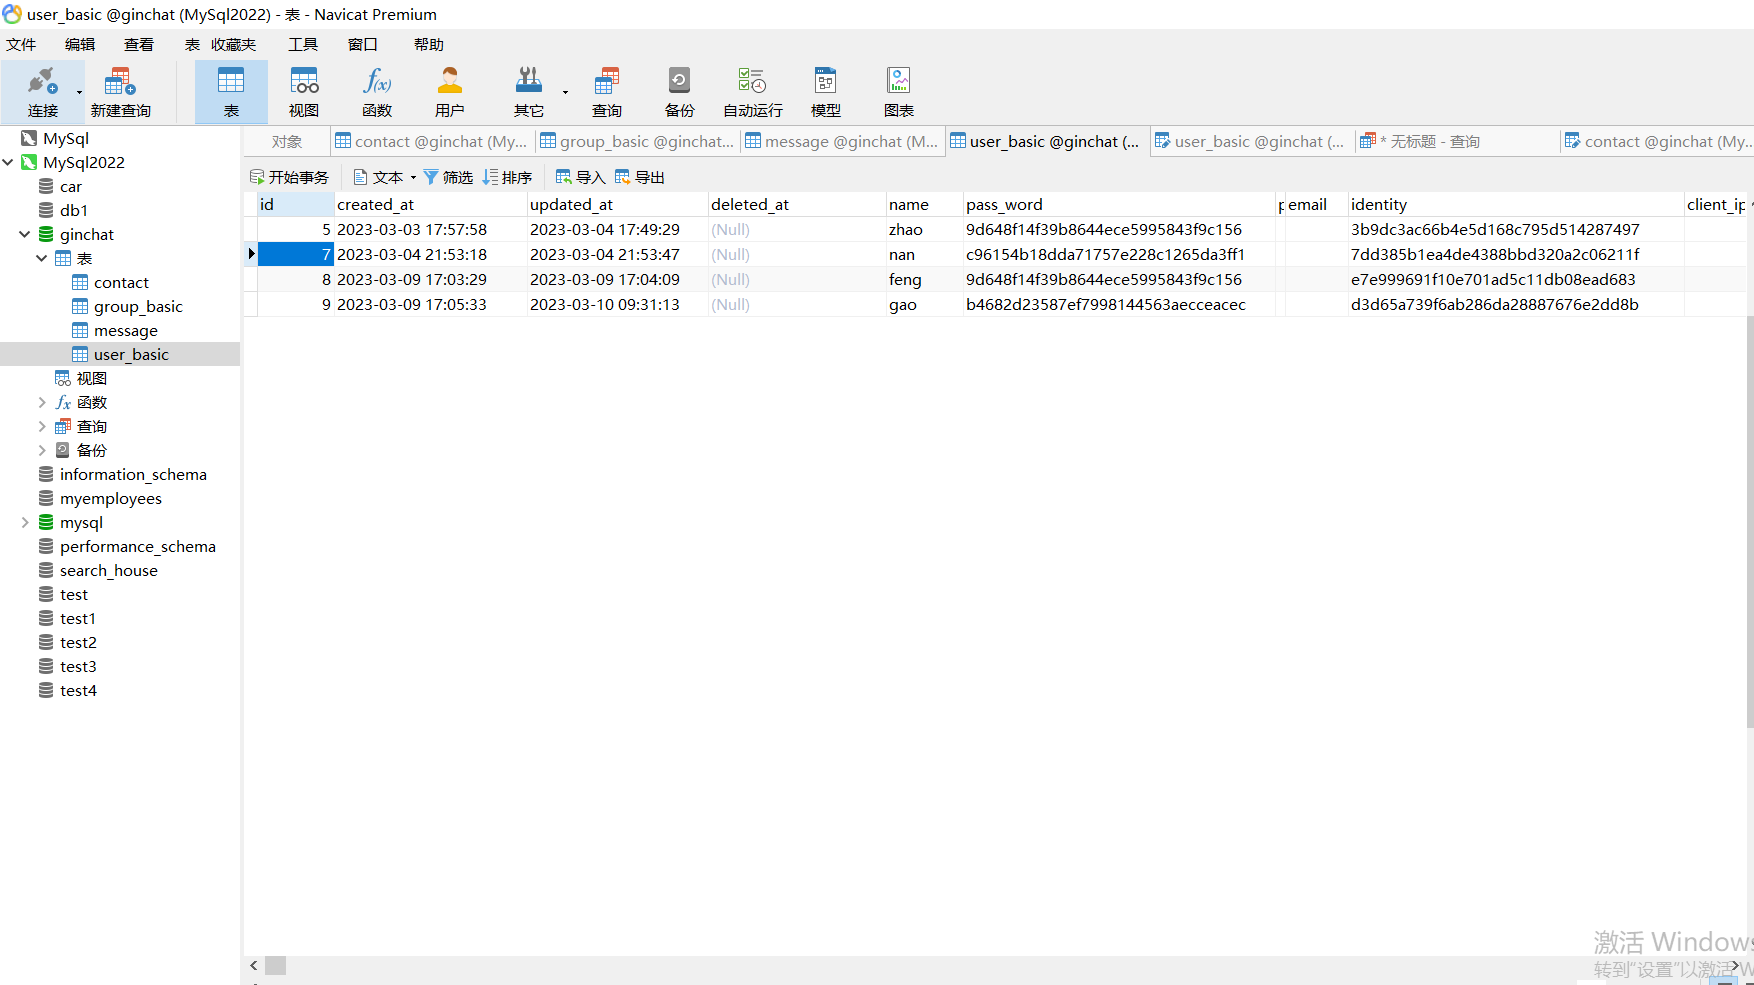 user_basic @ginchat (MySql2022) - 表 - Navicat Premium
文件 编辑 查看 表 收藏夹 工具 窗口 帮助
连接 新建查询 表 视图 函数 用户 其它 查询 备份 自动运行 模型 图表
对象 contact @ginchat (My... group_basic @ginchat... message @ginchat (M... user_basic @ginchat (... user_basic @ginchat (... * 无标题 - 查询 contact @ginchat (My...
开始事务 文本 筛选 排序 导入 导出
MySql
MySql2022
car
db1
ginchat
表
contact
group_basic
message
user_basic
视图
fx 函数
查询
备份
information_schema
myemployees
mysql
performance_schema
search_house
test
test1
test2
test3
test4
id created_at updated_at deleted_at name pass_word p email identity client_ip
5 2023-03-03 17:57:58 2023-03-04 17:49:29 (Null) zhao 9d648f14f39b8644ece5995843f9c156 3b9dc3ac66b4e5d168c795d514287497
7 2023-03-04 21:53:18 2023-03-04 21:53:47 (Null) nan c96154b18dda71757e228c1265da3ff1 7dd385b1ea4de4388bbd320a2c06211f
8 2023-03-09 17:03:29 2023-03-09 17:04:09 (Null) feng 9d648f14f39b8644ece5995843f9c156 e7e999691f10e701ad5c11db08ead683
9 2023-03-09 17:05:33 2023-03-10 09:31:13 (Null) gao b4682d23587ef7998144563aecceacec d3d65a739f6ab286da28887676e2dd8b
激活 Windows
转到"设置"以激活 W